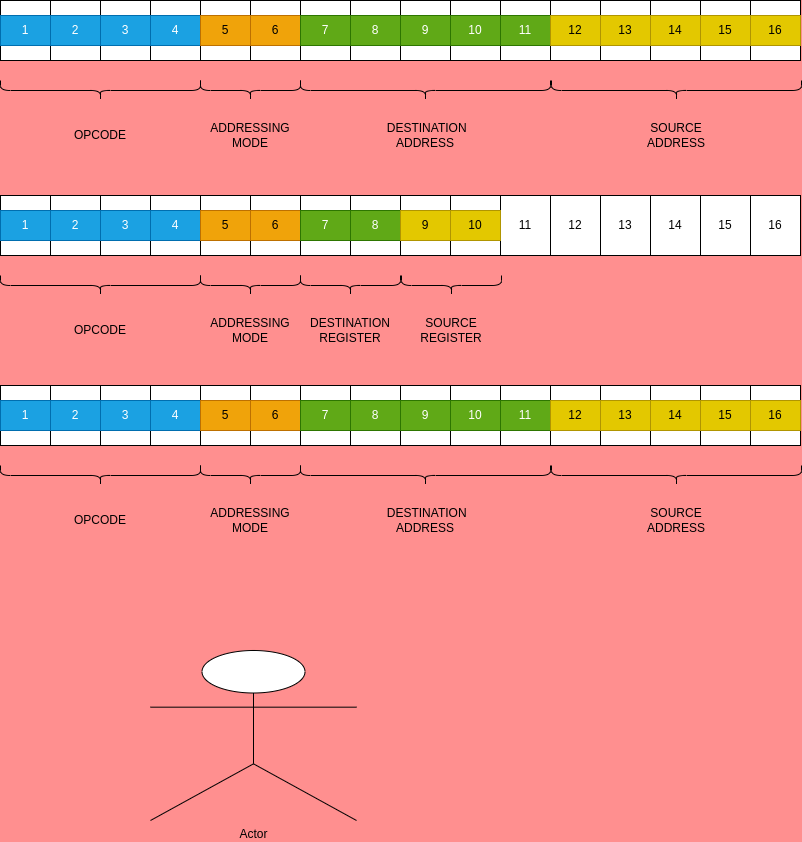 1 2 3 4 5 6 7 8 9 10 11 12 13 14 15 16
OPCODE
ADDRESSING
MODE
DESTINATION
ADDRESS
SOURCE
ADDRESS
1 2 3 4 5 6 7 8 9 10 11 12 13 14 15 16
OPCODE
ADDRESSING
MODE
DESTINATION
REGISTER
SOURCE
REGISTER
1 2 3 4 5 6 7 8 9 10 11 12 13 14 15 16
OPCODE
ADDRESSING
MODE
DESTINATION
ADDRESS
SOURCE
ADDRESS
Actor